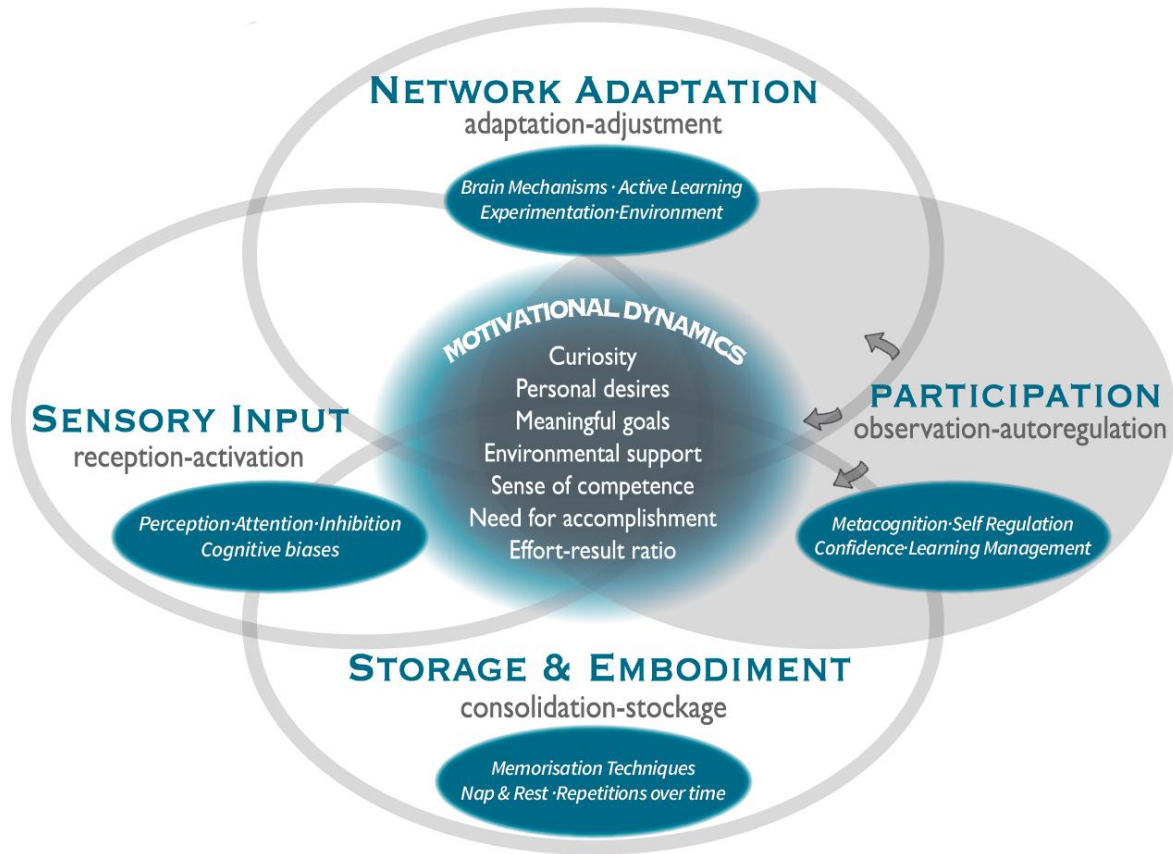 NETWORK ADAPTATION
adaptation-adjustment
Brain Mechanisms · Active Learning
Experimentation·Environment
MOTIVATIONAL DYNAMICS
Curiosity
Personal desires
Meaningful goals
Environmental support
Sense of competence
Need for accomplishment
Effort-result ratio
SENSORY INPUT
reception-activation
Perception·Attention·Inhibition
Cognitive biases
PARTICIPATION
observation-autoregulation
Metacognition·Self Regulation
Confidence·Learning Management
STORAGE & EMBODIMENT
consolidation-stockage
Memorisation Techniques
Nap & Rest ·Repetitions over time